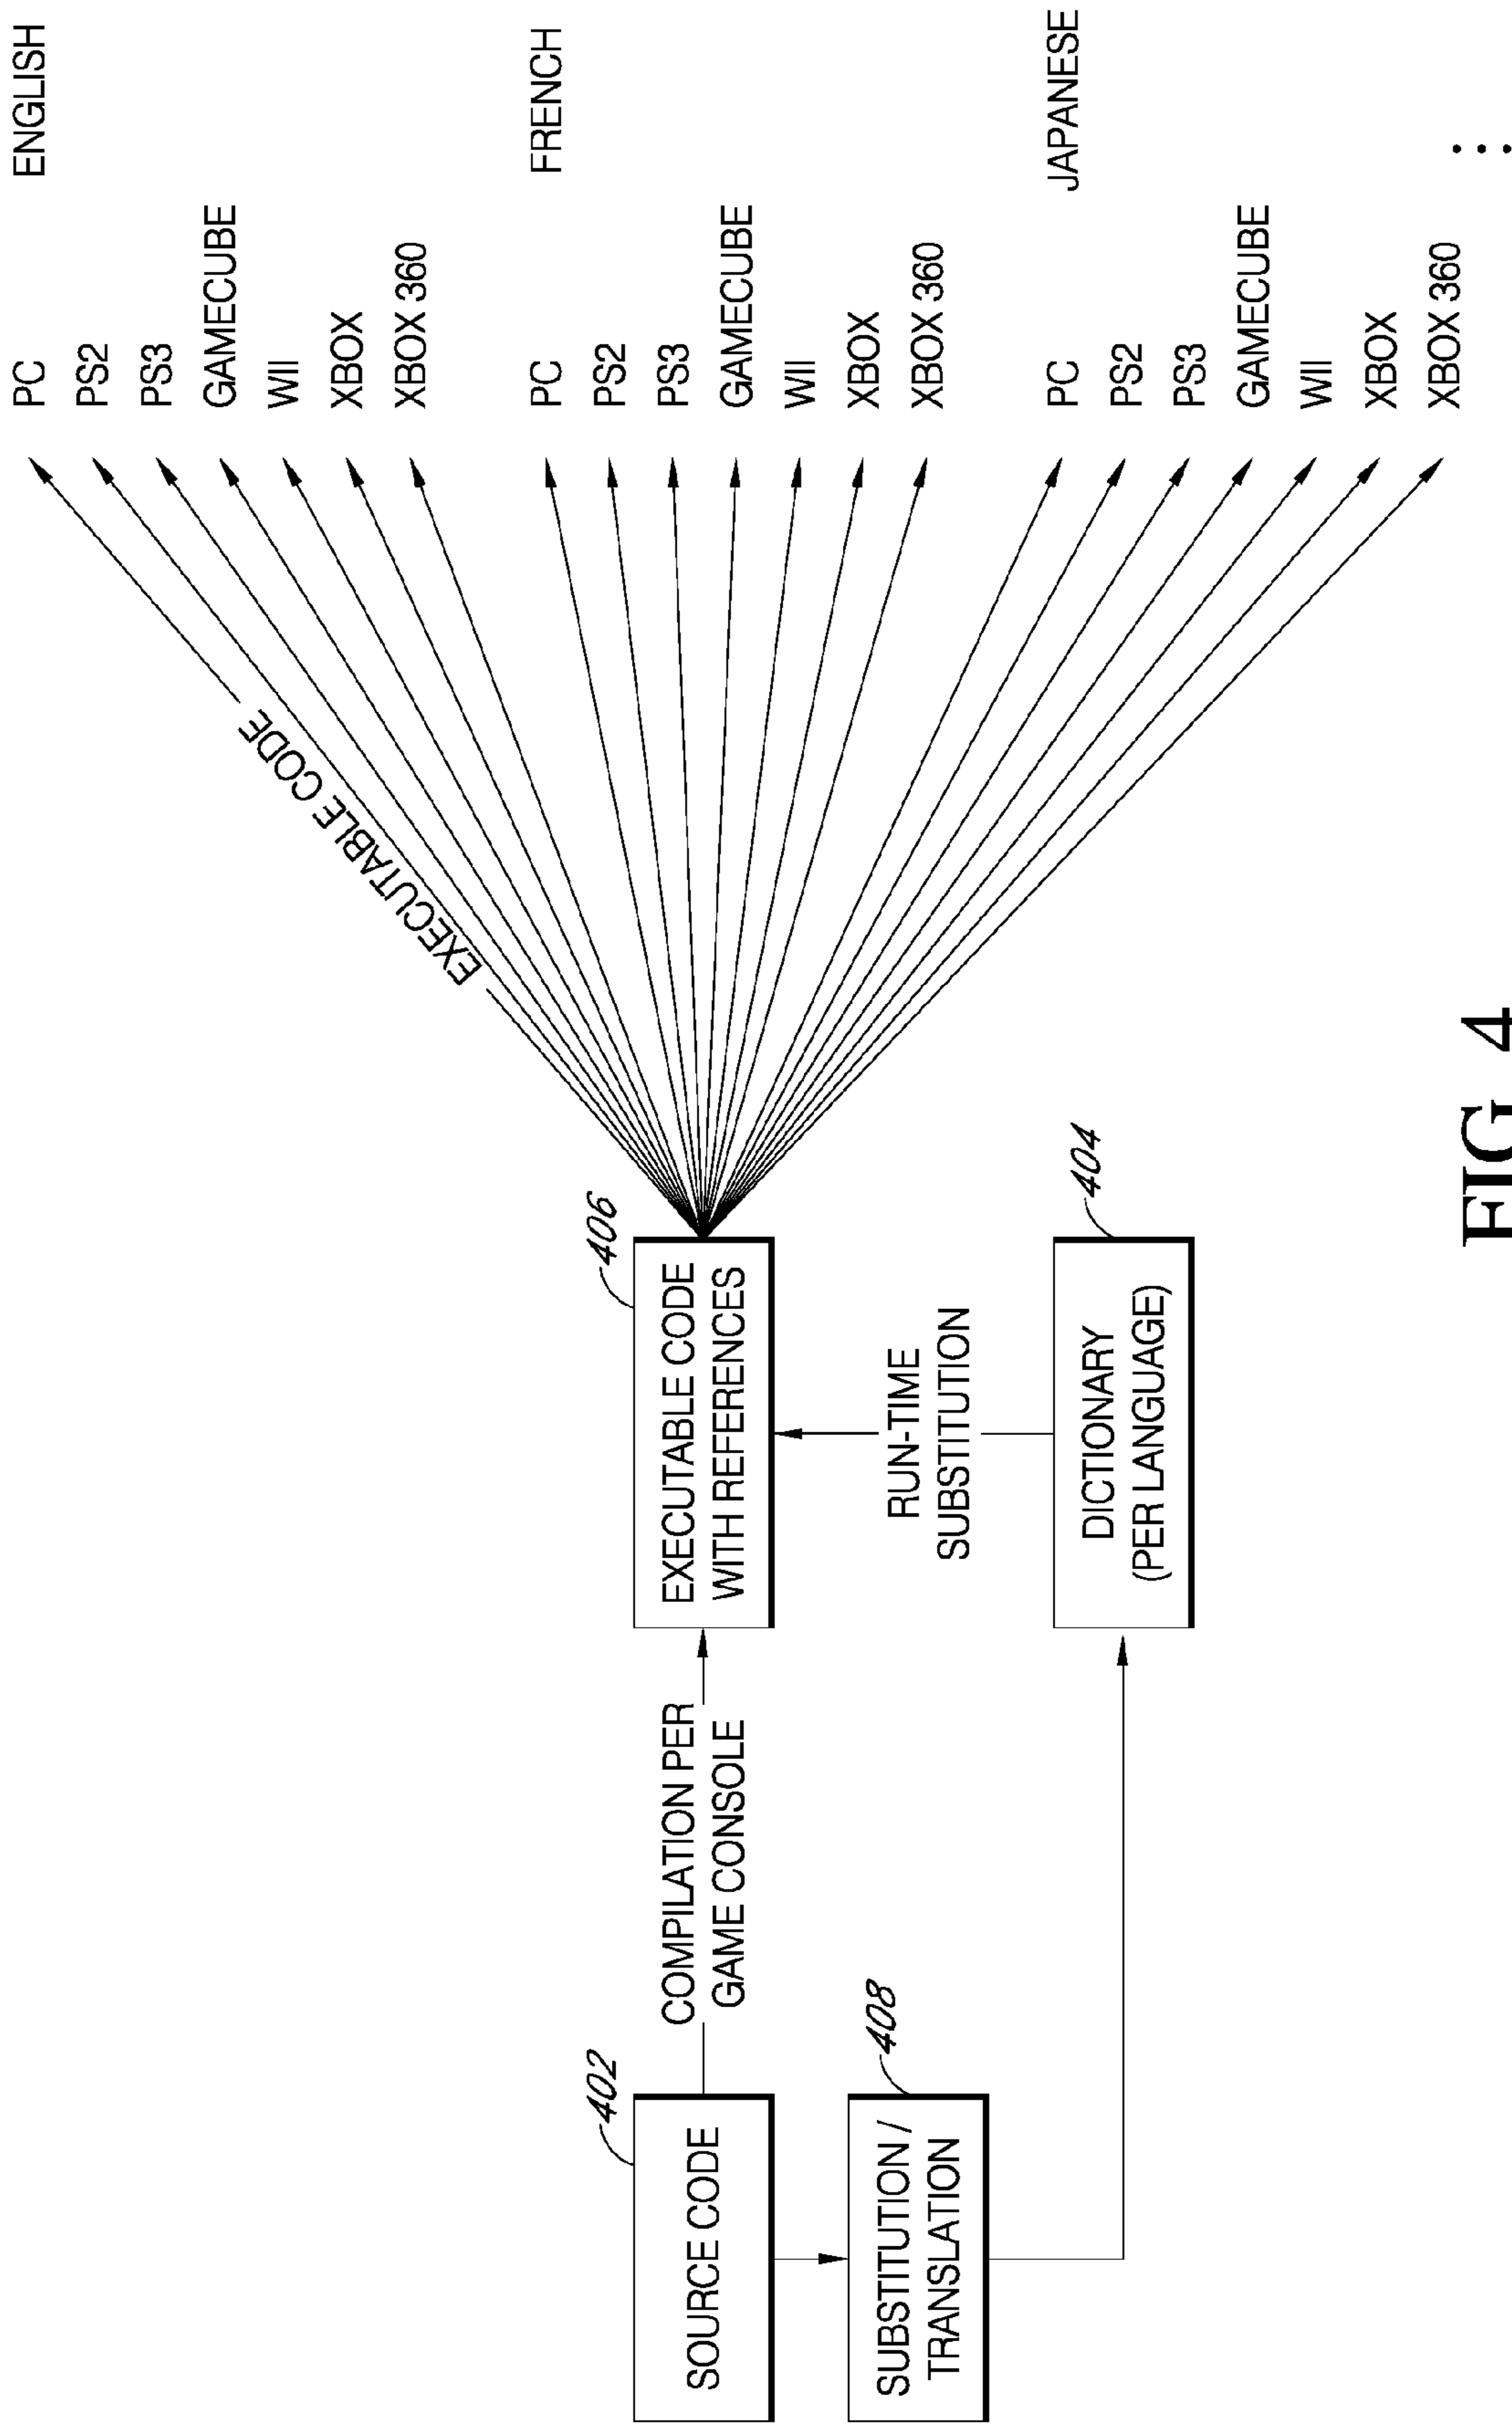 402
SOURCE CODE
408
SUBSTITUTION /
TRANSLATION
COMPILATION PER
GAME CONSOLE
406
EXECUTABLE CODE
WITH REFERENCES
RUN-TIME
SUBSTITUTION
404
DICTIONARY
(PER LANGUAGE)
EXECUITABLE CODE
ENGLISH
PC
PS2
PS3
GAMECUBE
WII
XBOX
XBOX 360
FRENCH
PC
PS2
PS3
GAMECUBE
WII
XBOX
XBOX 360
JAPANESE
PC
PS2
PS3
GAMECUBE
WII
XBOX
XBOX 360
FIG 4